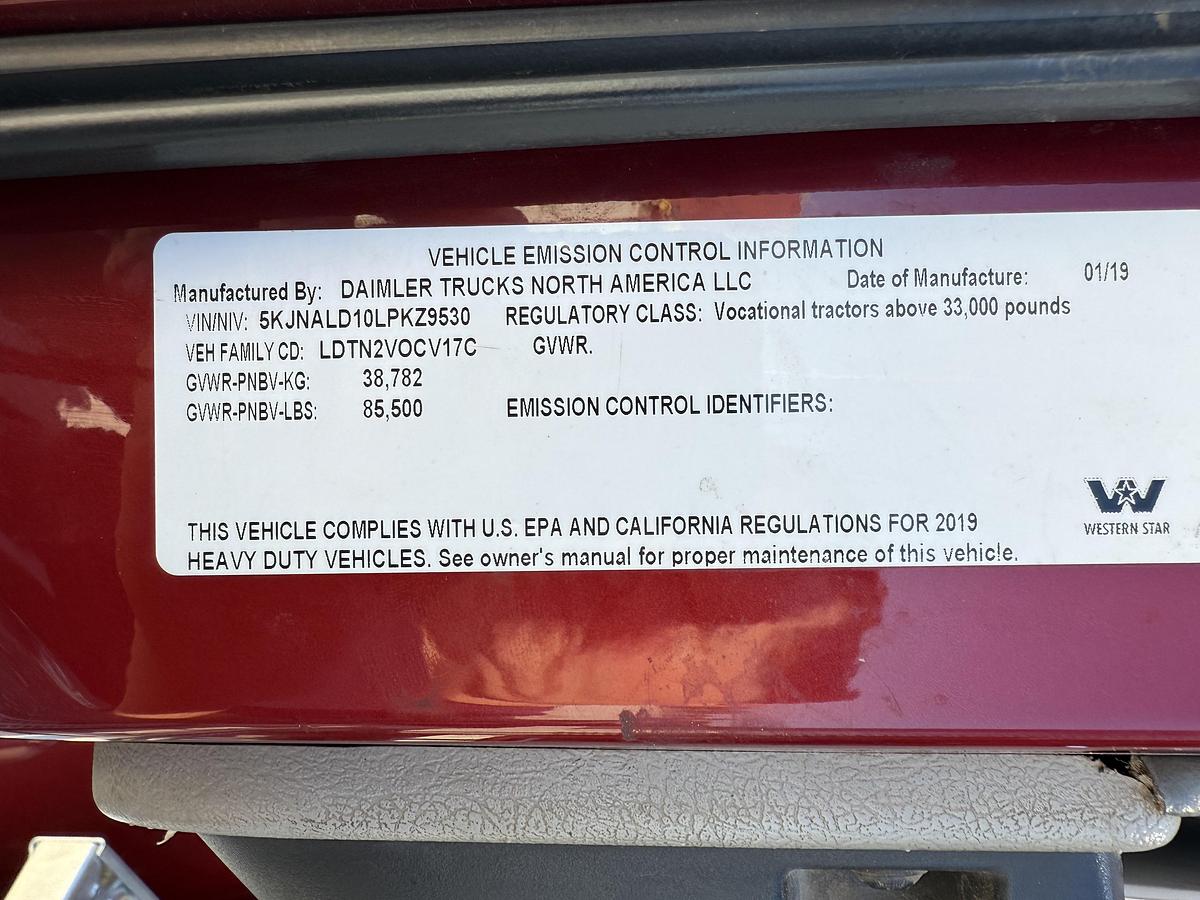 VEHICLE EMISSION CONTROL INFORMATION
Manufactured By: DAIMLER TRUCKS NORTH AMERICA LLC Date of Manufacture: 01/19
VIN/NIV: 5KJNALD10LPKZ9530 REGULATORY CLASS: Vocational tractors above 33,000 pounds
VEH FAMILY CD: LDTN2VOCV17C GVWR.
GVWR-PNBV-KG: 38,782
GVWR-PNBV-LBS: 85,500 EMISSION CONTROL IDENTIFIERS:
WESTERN STAR
THIS VEHICLE COMPLIES WITH U.S. EPA AND CALIFORNIA REGULATIONS FOR 2019
HEAVY DUTY VEHICLES. See owner's manual for proper maintenance of this vehicle.